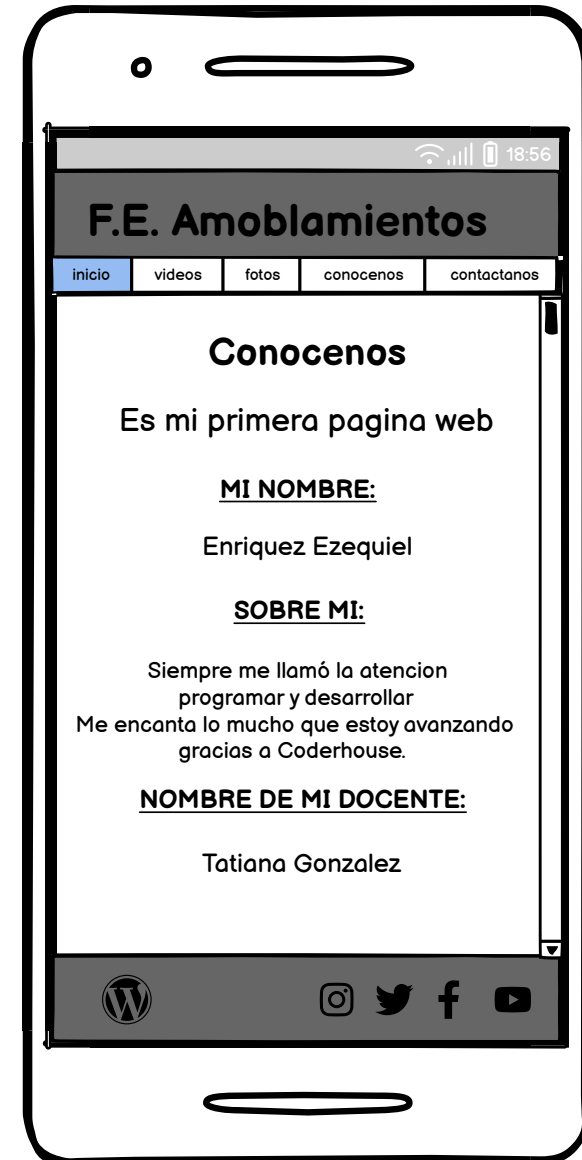 18:56
F.E. Amoblamientos
inicio videos fotos conocenos contactanos
Conocenos
Es mi primera pagina web
MI NOMBRE:
Enriquez Ezequiel
SOBRE MI:
Siempre me llamó la atencion
programar y desarrollar
Me encanta lo mucho que estoy avanzando
gracias a Coderhouse.
NOMBRE DE MI DOCENTE:
Tatiana Gonzalez